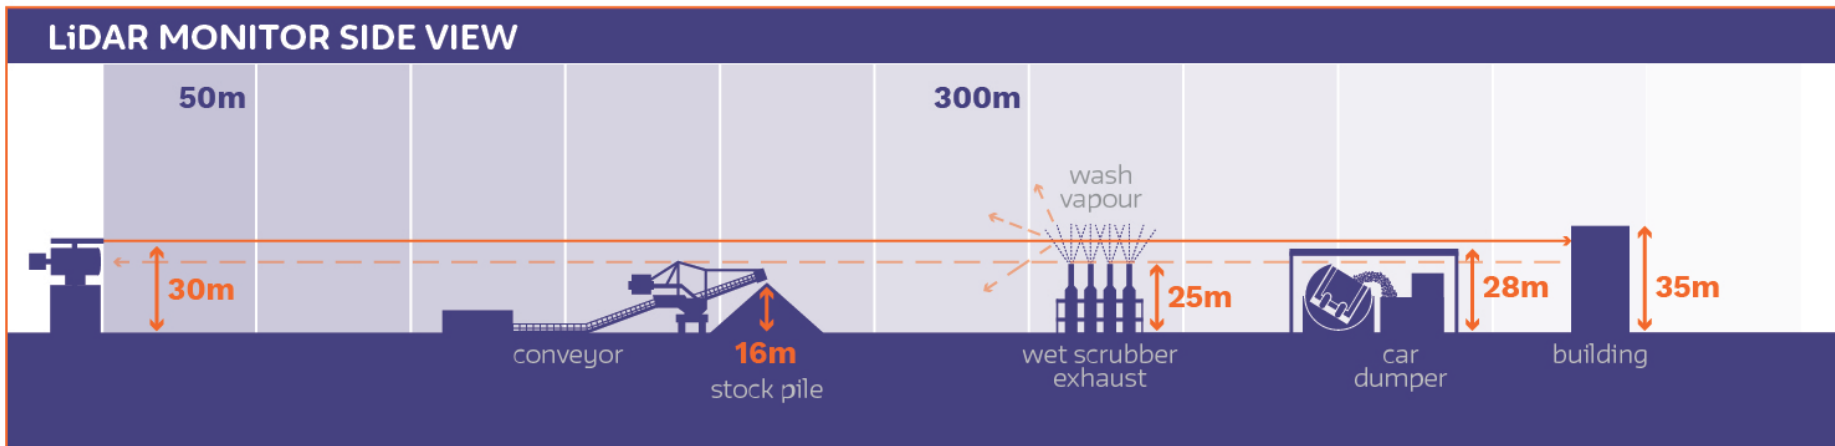 LiDAR MONITOR SIDE VIEW
50m
300m
wash
vapour
30m
25m
28m
35m
16m
conveyor
stock pile
wet scrubber
exhaust
car
dumper
building